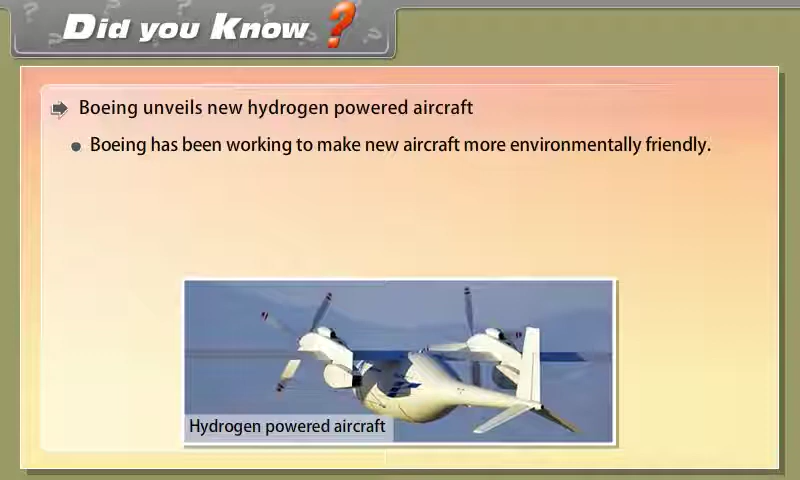 Did you Know ?
Boeing unveils new hydrogen powered aircraft
Boeing has been working to make new aircraft more environmentally friendly.
Hydrogen powered aircraft